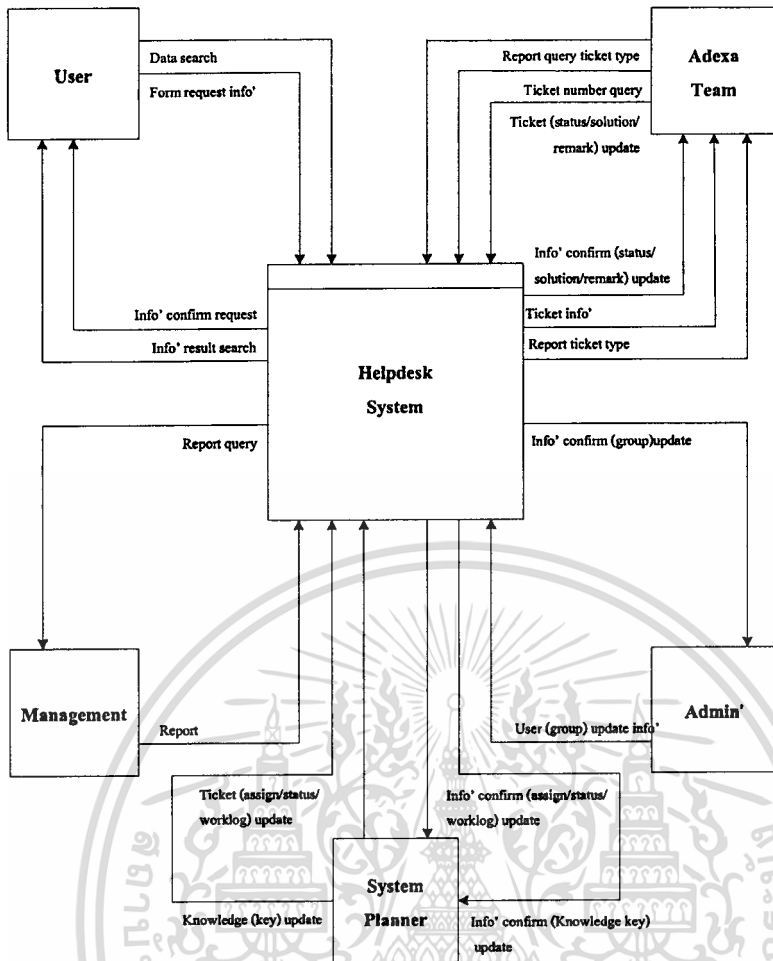 User
Data search
Form request info'
Report query ticket type
Ticket number query
Ticket (status/solution/
remark) update
Adexa
Team
Info' confirm (status/
solution/remark) update
Ticket info'
Report ticket type
Info' confirm request
Info' result search
Helpdesk
System
Report query
Info' confirm (group)update
Management
Report
User (group) update info'
Admin'
Ticket (assign/status/
worklog) update
Info' confirm (assign/status/
worklog) update
System
Planner
Knowledge (key) update
Info' confirm (Knowledge key)
update